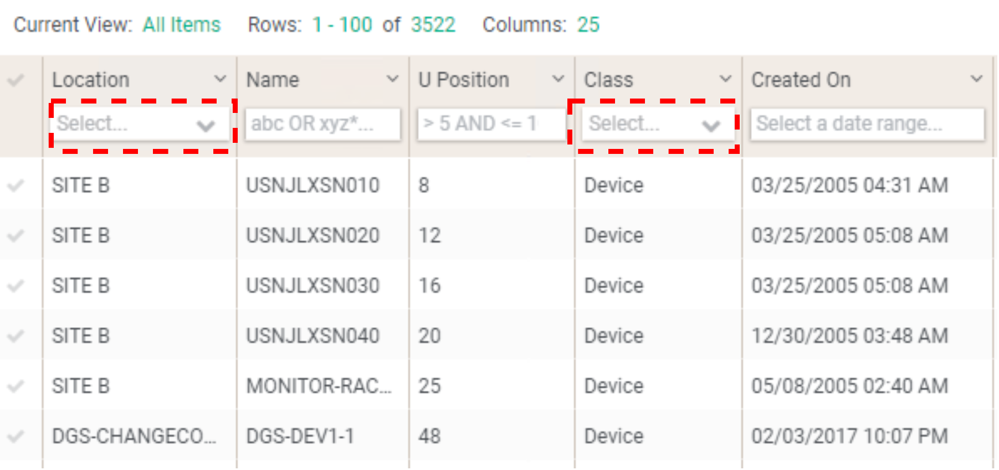 Current View: All Items Rows: 1 - 100 of 3522 Columns: 25
Location Name U Position Class Created On
Select... abc OR xyz*... > 5 AND <= 1 Select... Select a date range...
SITE B USNJLXSN010 8 Device 03/25/2005 04:31 AM
SITE B USNJLXSN020 12 Device 03/25/2005 05:08 AM
SITE B USNJLXSN030 16 Device 03/25/2005 05:08 AM
SITE B USNJLXSN040 20 Device 12/30/2005 03:48 AM
SITE B MONITOR-RAC... 25 Device 05/08/2005 02:40 AM
DGS-CHANGECO... DGS-DEV1-1 48 Device 02/03/2017 10:07 PM